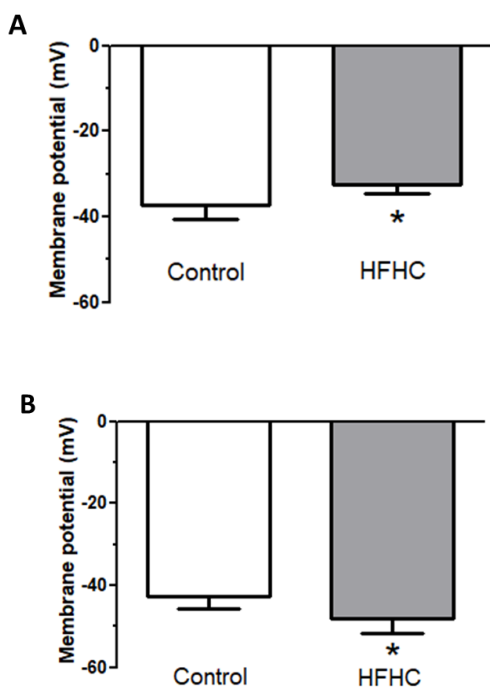 A
Membrane potential (mV)
0
-20
-40
-60
*
Control
HFHC
B
Membrane potential (mV)
0
-20
-40
-60
*
Control
HFHC